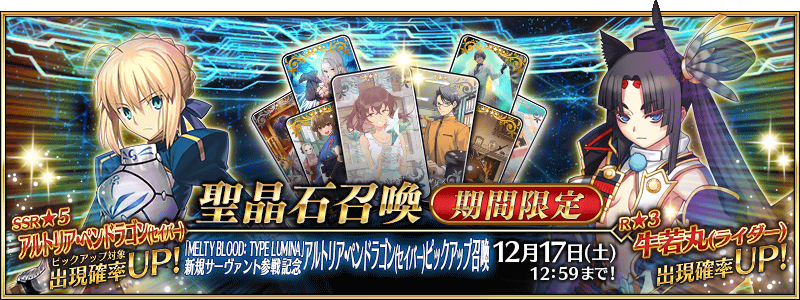 聖晶石召喚 期間限定
SSR★5
アルトリア・ペンドラゴン(セイバー)
ピックアップ対象
出現確率UP!
「MELTY BLOOD: TYPE LUMINA」
新規サーヴァント参戦記念
アルトリア・ペンドラゴン(セイバー)ピックアップ召喚
12月17日(土)
12:59まで!
R★3
牛若丸(ライダー)
出現確率UP!